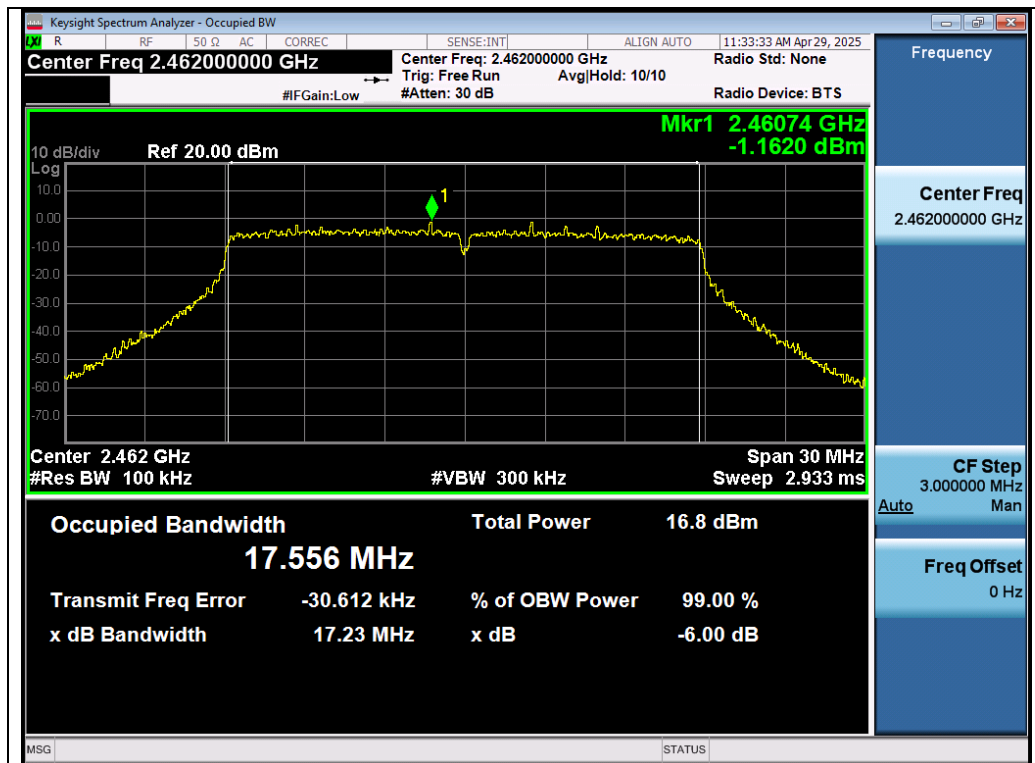 Keysight Spectrum Analyzer - Occupied BW
LXI R RF 50 Ω AC CORREC SENSE:INT ALIGN AUTO 11:33:33 AM Apr 29, 2025
Center Freq 2.462000000 GHz
Center Freq: 2.462000000 GHz Radio Std: None
Trig: Free Run Avg|Hold: 10/10
#IFGain:Low #Atten: 30 dB Radio Device: BTS
Frequency
Mkr1 2.46074 GHz
-1.1620 dBm
10 dB/div Ref 20.00 dBm
Log
10.0
0.00
-10.0
-20.0
-30.0
-40.0
-50.0
-60.0
-70.0
1
Center 2.462 GHz Span 30 MHz
#Res BW 100 kHz #VBW 300 kHz Sweep 2.933 ms
Center Freq
2.462000000 GHz
CF Step
3.000000 MHz
Auto Man
Freq Offset
0 Hz
Occupied Bandwidth Total Power 16.8 dBm
17.556 MHz
Transmit Freq Error -30.612 kHz % of OBW Power 99.00 %
x dB Bandwidth 17.23 MHz x dB -6.00 dB
MSG STATUS